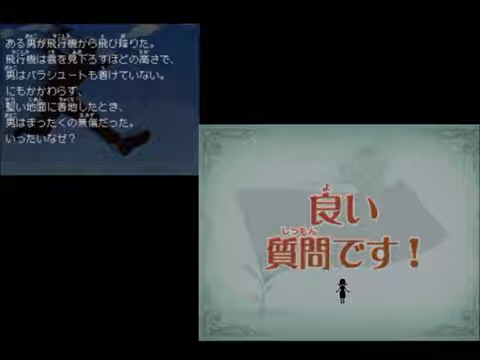 ある男が飛行機から飛び降りた。
飛行機は雲を見下ろすほどの高さで、
男はパラシュートも着けていない。
にもかかわらず、
堅い地面に着地したとき、
男はまったくの無傷だった。
いったいなぜ？
良い
質問です！